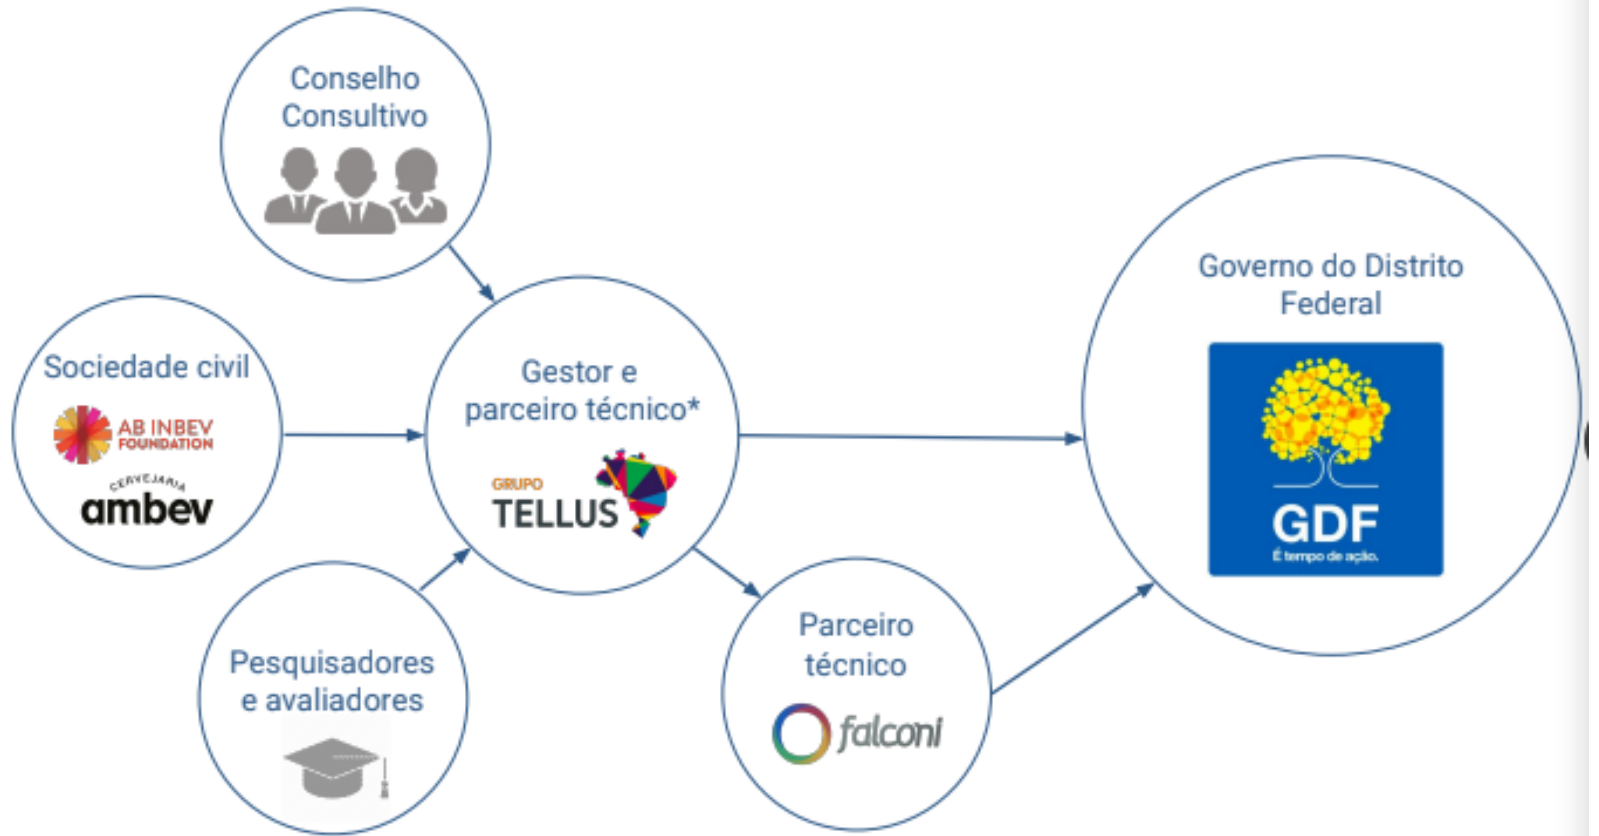 Conselho
Consultivo
Sociedade civil
AB INBEV
FOUNDATION
CERVEJARIA
ambev
Gestor e
parceiro técnico*
GRUPO
TELLUS
Pesquisadores
e avaliadores
Parceiro
técnico
falconi
Governo do Distrito
Federal
GDF
É tempo de ação.